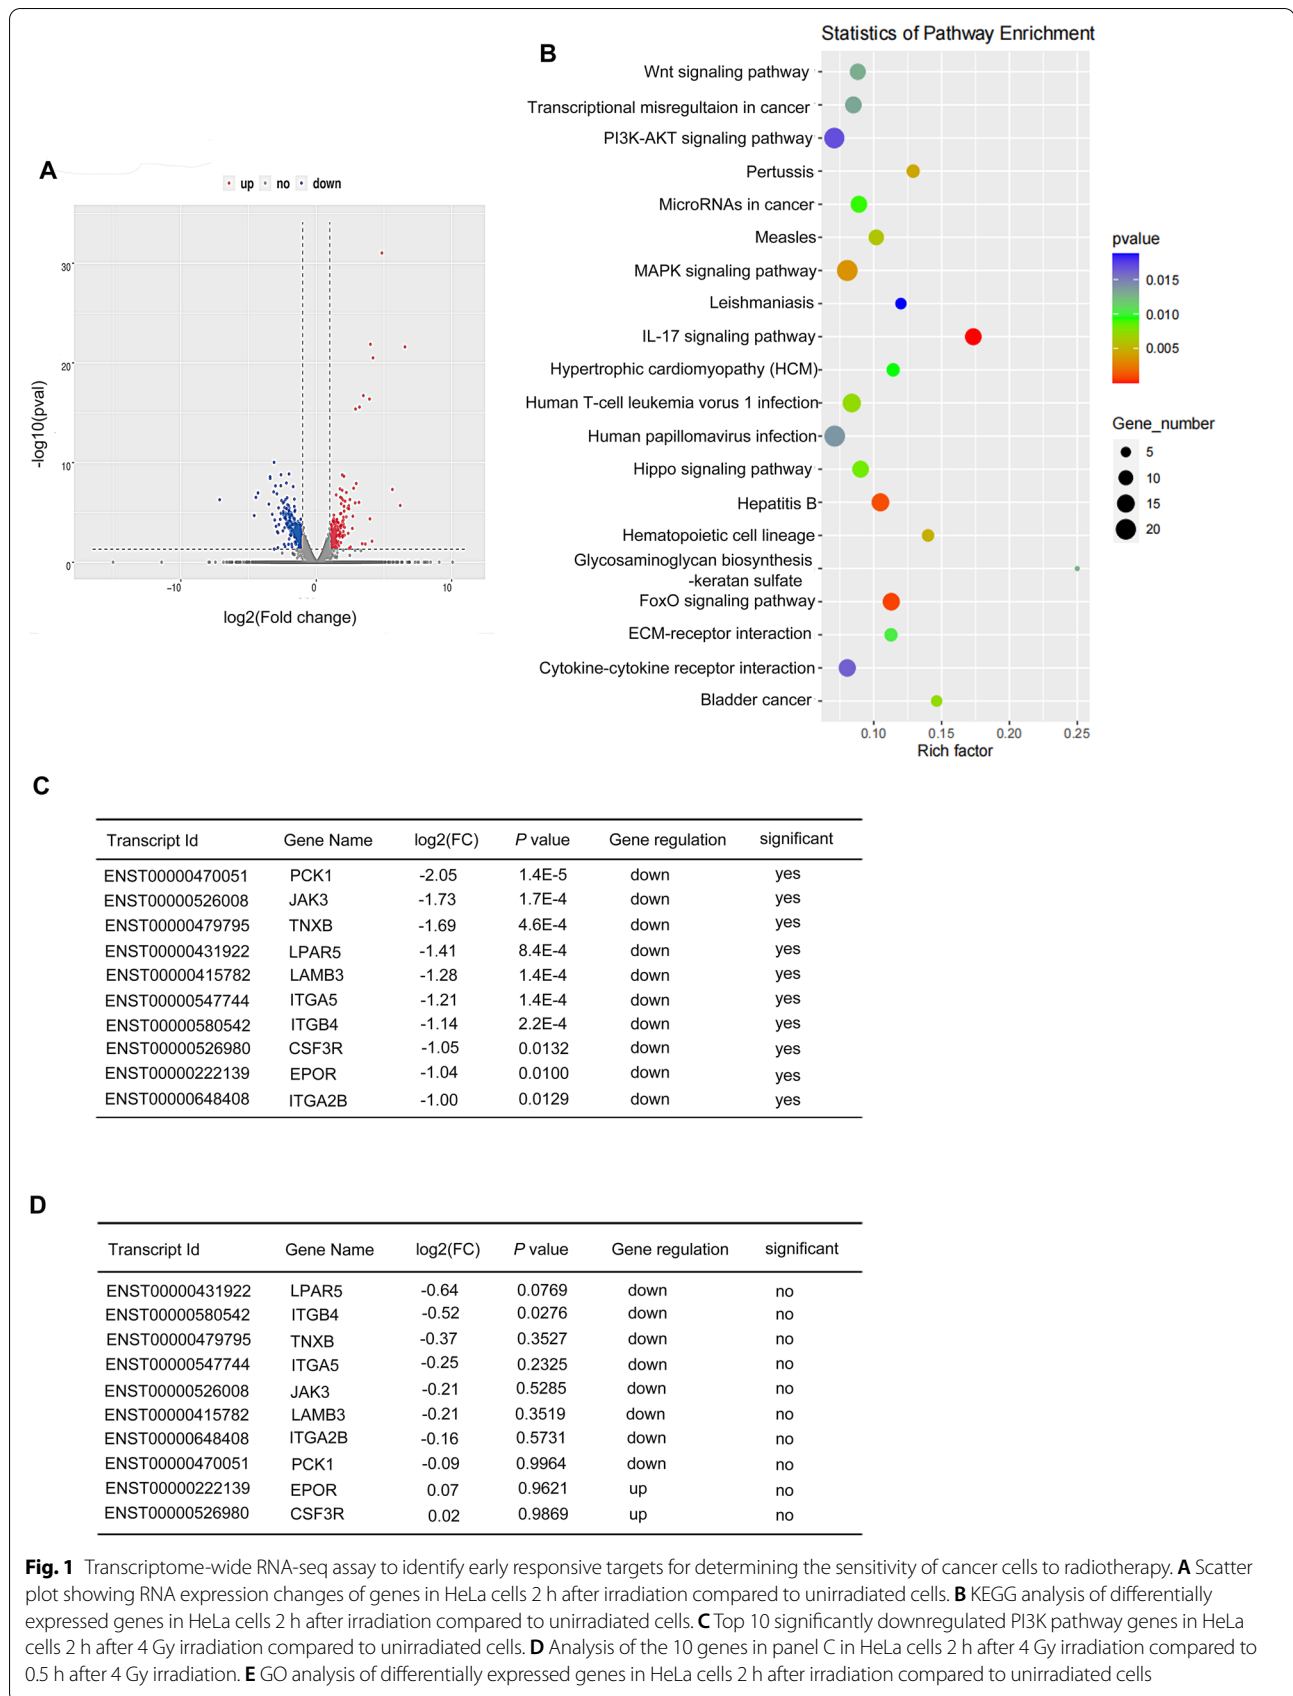 A
up no down
30
20
10
0
-10 0 10
-log10(pval)
log2(Fold change)
B
Statistics of Pathway Enrichment
Wnt signaling pathway
Transcriptional misregultaion in cancer
PI3K-AKT signaling pathway
Pertussis
MicroRNAs in cancer
Measles
MAPK signaling pathway
Leishmaniasis
IL-17 signaling pathway
Hypertrophic cardiomyopathy (HCM)
Human T-cell leukemia vorus 1 infection
Human papillomavirus infection
Hippo signaling pathway
Hepatitis B
Hematopoietic cell lineage
Glycosaminoglycan biosynthesis
-keratan sulfate
FoxO signaling pathway
ECM-receptor interaction
Cytokine-cytokine receptor interaction
Bladder cancer
0.10 0.15 0.20 0.25
Rich factor
pvalue
0.015
0.010
0.005
Gene_number
5
10
15
20
C
Transcript Id Gene Name log2(FC) P value Gene regulation significant
ENST00000470051 PCK1 -2.05 1.4E-5 down yes
ENST00000526008 JAK3 -1.73 1.7E-4 down yes
ENST00000479795 TNXB -1.69 4.6E-4 down yes
ENST00000431922 LPAR5 -1.41 8.4E-4 down yes
ENST00000415782 LAMB3 -1.28 1.4E-4 down yes
ENST00000547744 ITGA5 -1.21 1.4E-4 down yes
ENST00000580542 ITGB4 -1.14 2.2E-4 down yes
ENST00000526980 CSF3R -1.05 0.0132 down yes
ENST00000222139 EPOR -1.04 0.0100 down yes
ENST00000648408 ITGA2B -1.00 0.0129 down yes
D
Transcript Id Gene Name log2(FC) P value Gene regulation significant
ENST00000431922 LPAR5 -0.64 0.0769 down no
ENST00000580542 ITGB4 -0.52 0.0276 down no
ENST00000479795 TNXB -0.37 0.3527 down no
ENST00000547744 ITGA5 -0.25 0.2325 down no
ENST00000526008 JAK3 -0.21 0.5285 down no
ENST00000415782 LAMB3 -0.21 0.3519 down no
ENST00000648408 ITGA2B -0.16 0.5731 down no
ENST00000470051 PCK1 -0.09 0.9964 down no
ENST00000222139 EPOR 0.07 0.9621 up no
ENST00000526980 CSF3R 0.02 0.9869 up no
Fig. 1 Transcriptome-wide RNA-seq assay to identify early responsive targets for determining the sensitivity of cancer cells to radiotherapy. A Scatter
plot showing RNA expression changes of genes in HeLa cells 2 h after irradiation compared to unirradiated cells. B KEGG analysis of differentially
expressed genes in HeLa cells 2 h after irradiation compared to unirradiated cells. C Top 10 significantly downregulated PI3K pathway genes in HeLa
cells 2 h after 4 Gy irradiation compared to unirradiated cells. D Analysis of the 10 genes in panel C in HeLa cells 2 h after 4 Gy irradiation compared to
0.5 h after 4 Gy irradiation. E GO analysis of differentially expressed genes in HeLa cells 2 h after irradiation compared to unirradiated cells